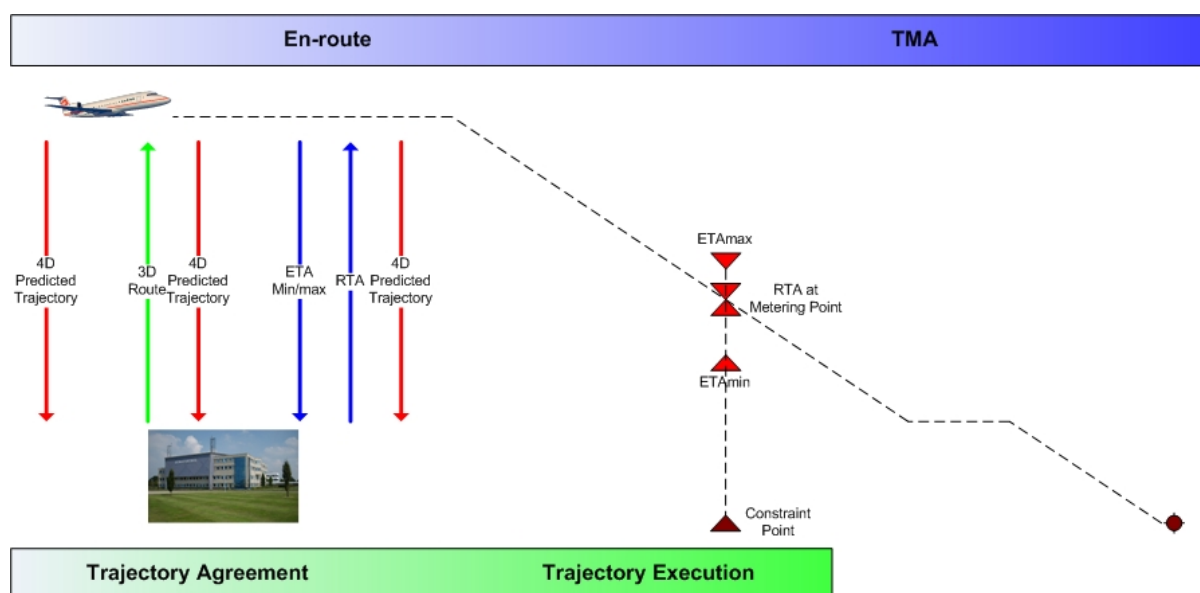 En-route
TMA
4D
Predicted
Trajectory
3D
Route
4D
Predicted
Trajectory
ETA
Min/max
RTA
4D
Predicted
Trajectory
ETAmax
RTA at
Metering Point
ETAmin
Constraint
Point
Trajectory Agreement
Trajectory Execution